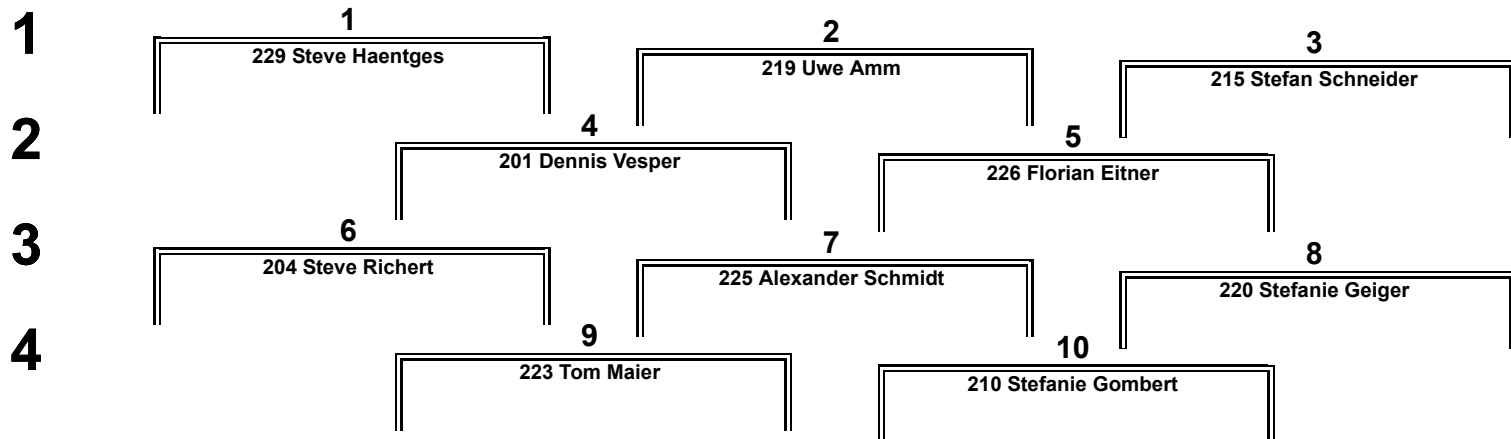 1
1
229 Steve Haentges
2
219 Uwe Amm
3
215 Stefan Schneider
2
4
201 Dennis Vesper
5
226 Florian Eitner
3
6
204 Steve Richert
7
225 Alexander Schmidt
8
220 Stefanie Geiger
4
9
223 Tom Maier
10
210 Stefanie Gombert